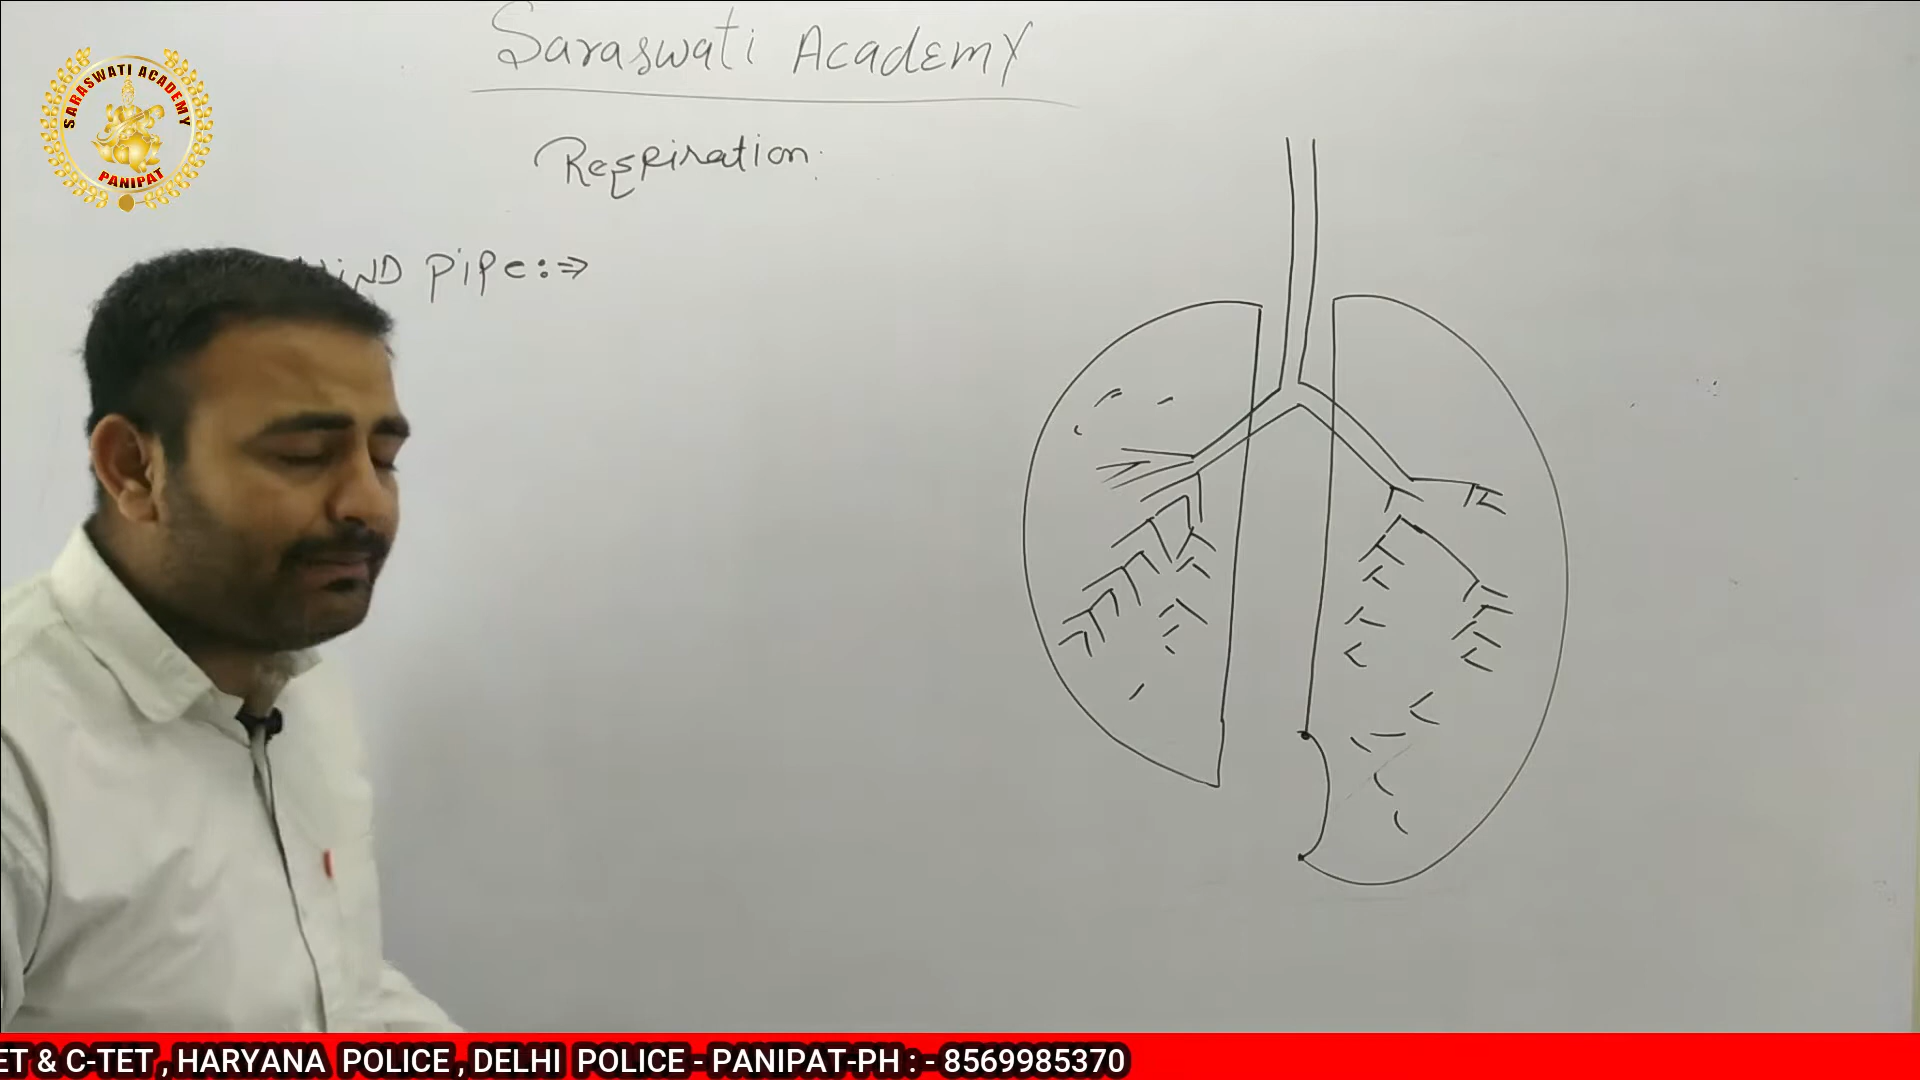 Saraswati Academy
SARASWATI ACADEMY
PANIPAT
Respiration
PiPe:⇒
ET & C-TET , HARYANA POLICE , DELHI POLICE - PANIPAT-PH : - 8569985370